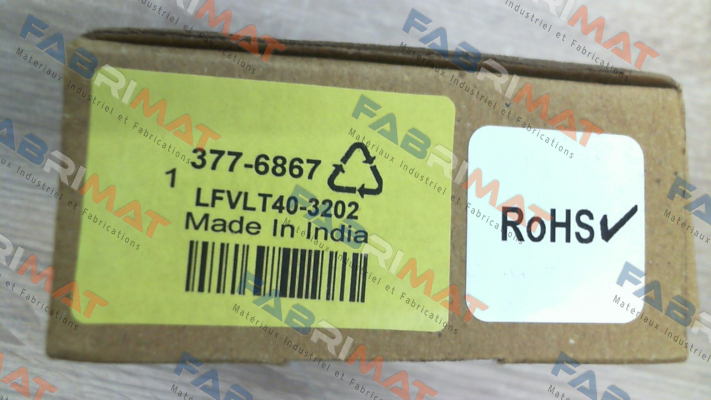 377-6867
1
LFVLT40-3202
Made In India
RoHS✓
FABRIMAT
Matériaux Industriel et Fabrications